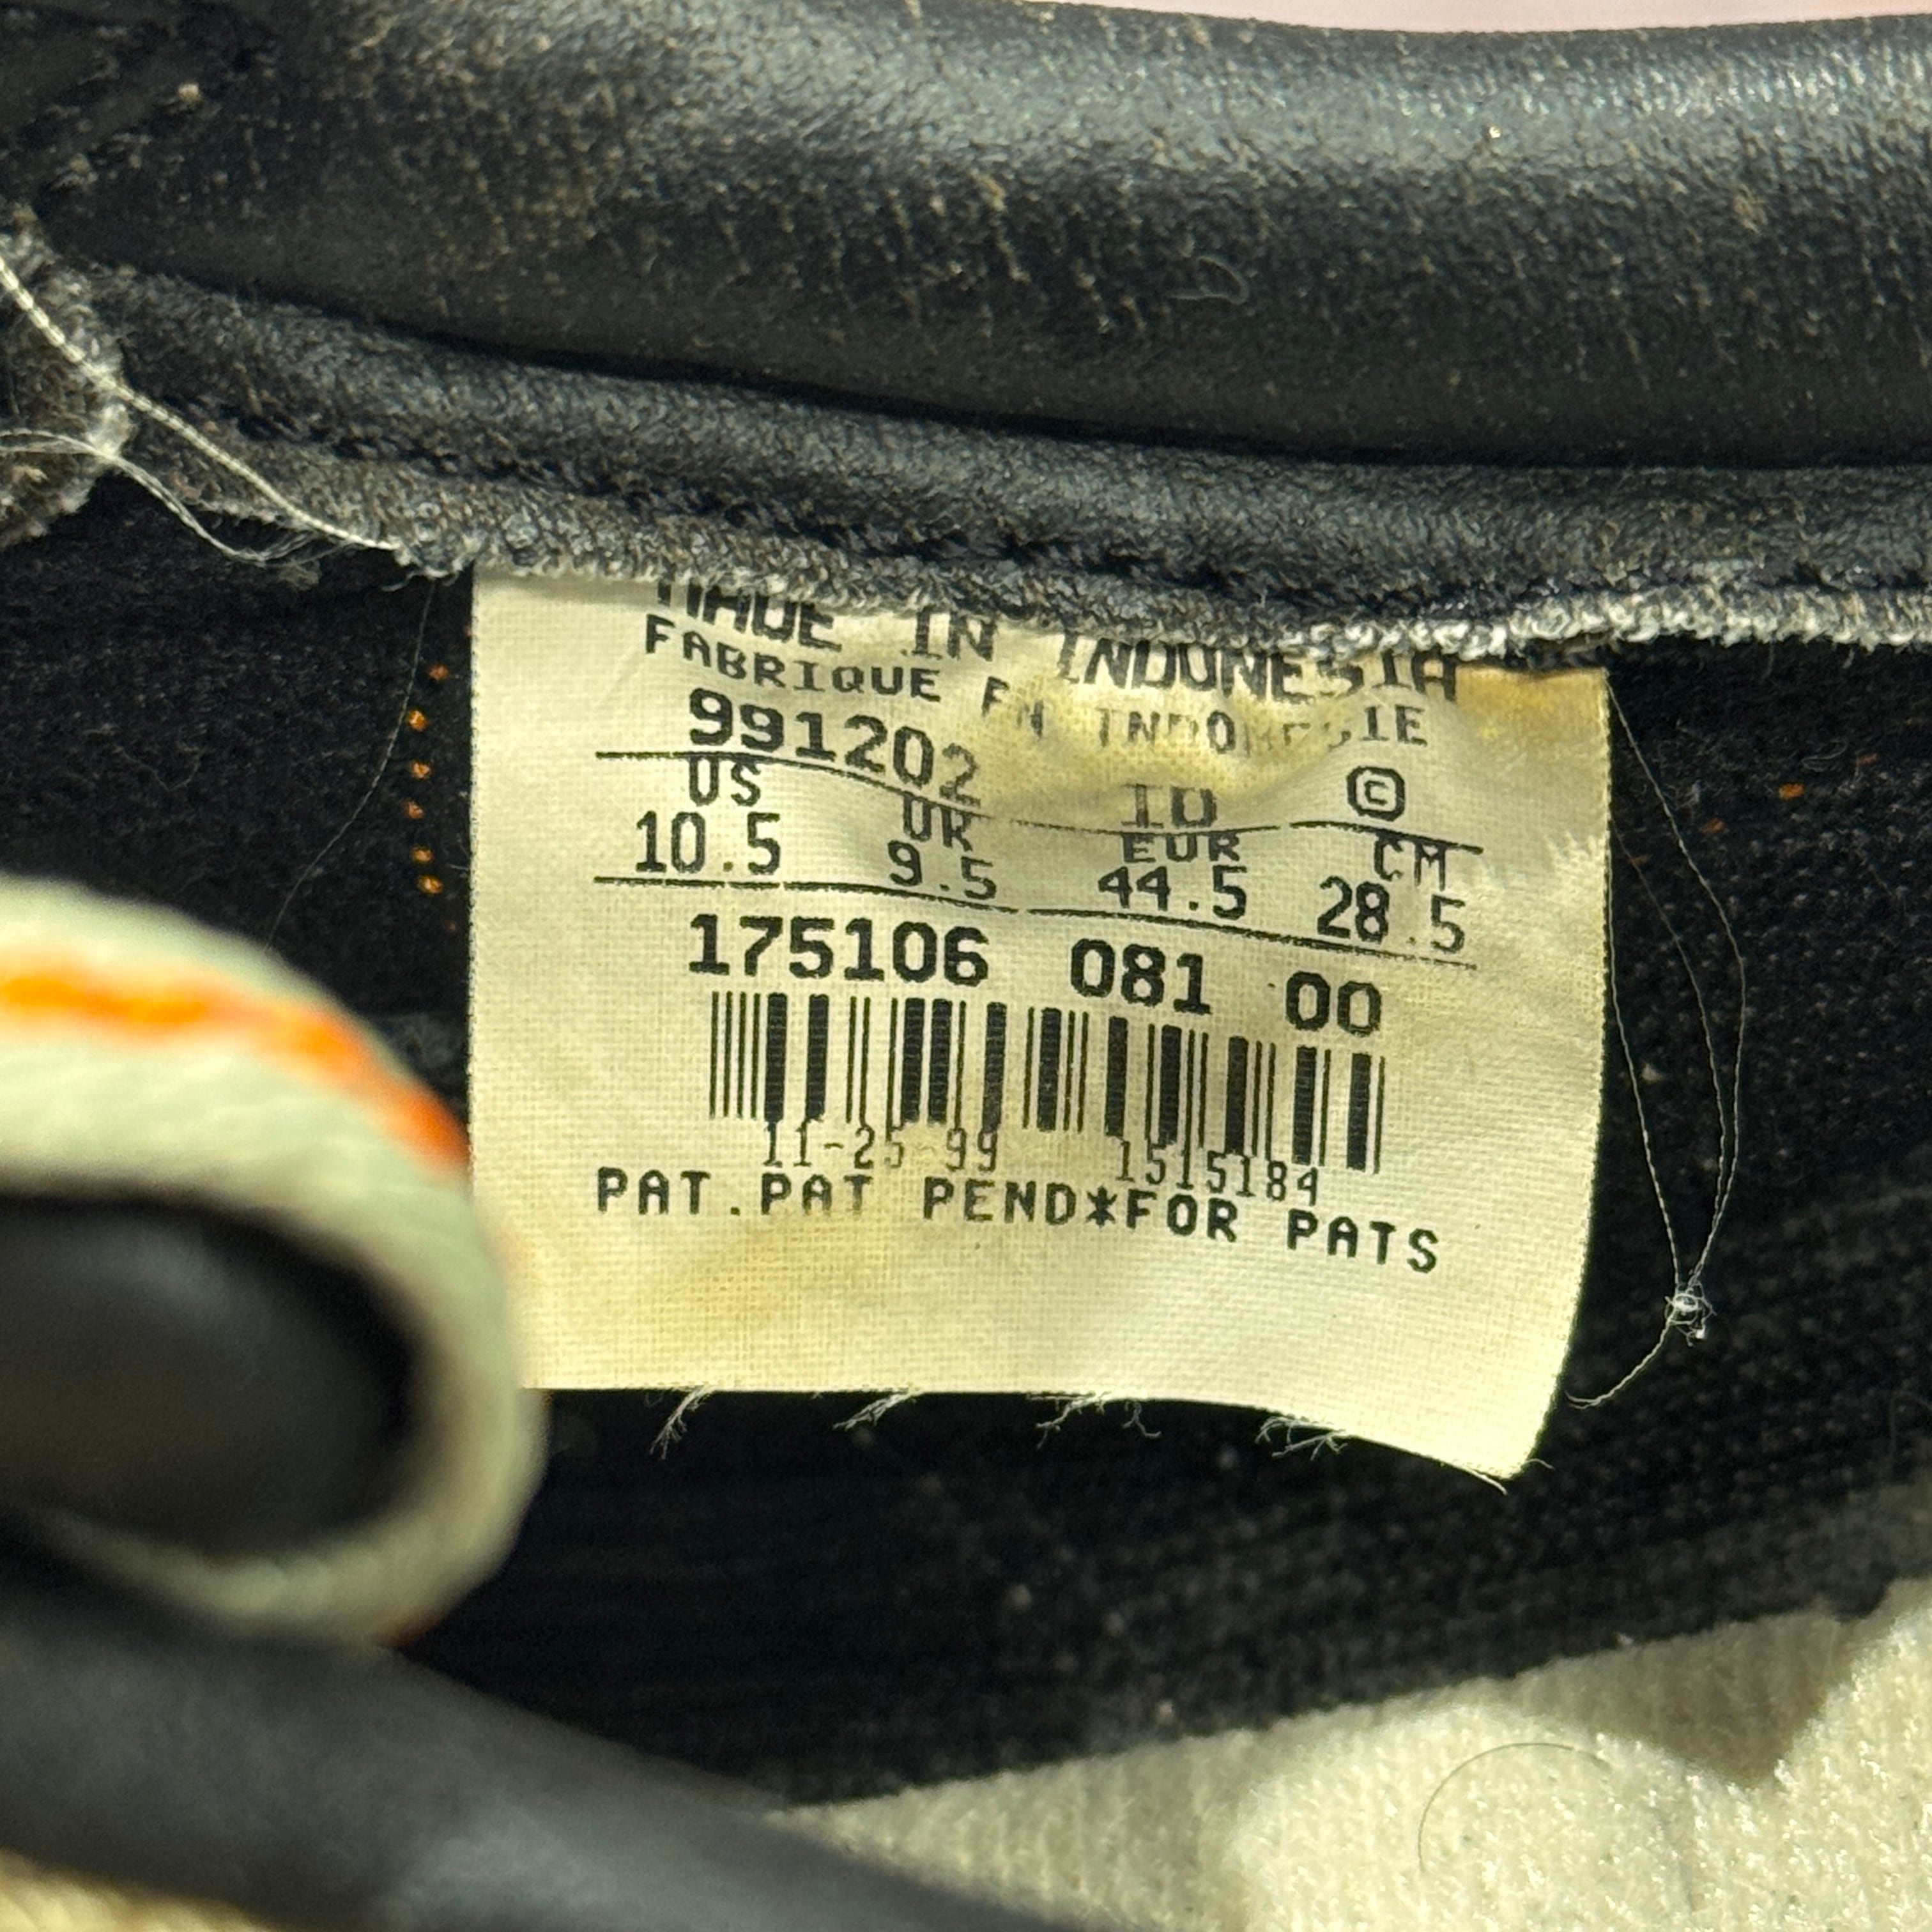 MADE IN INDONESIA
FABRIQUE EN INDONESIE
991202 ID ©
US UK EUR CM
10.5 9.5 44.5 28.5
175106 081 00
11-25-99 1515184
PAT.PAT PEND*FOR PATS